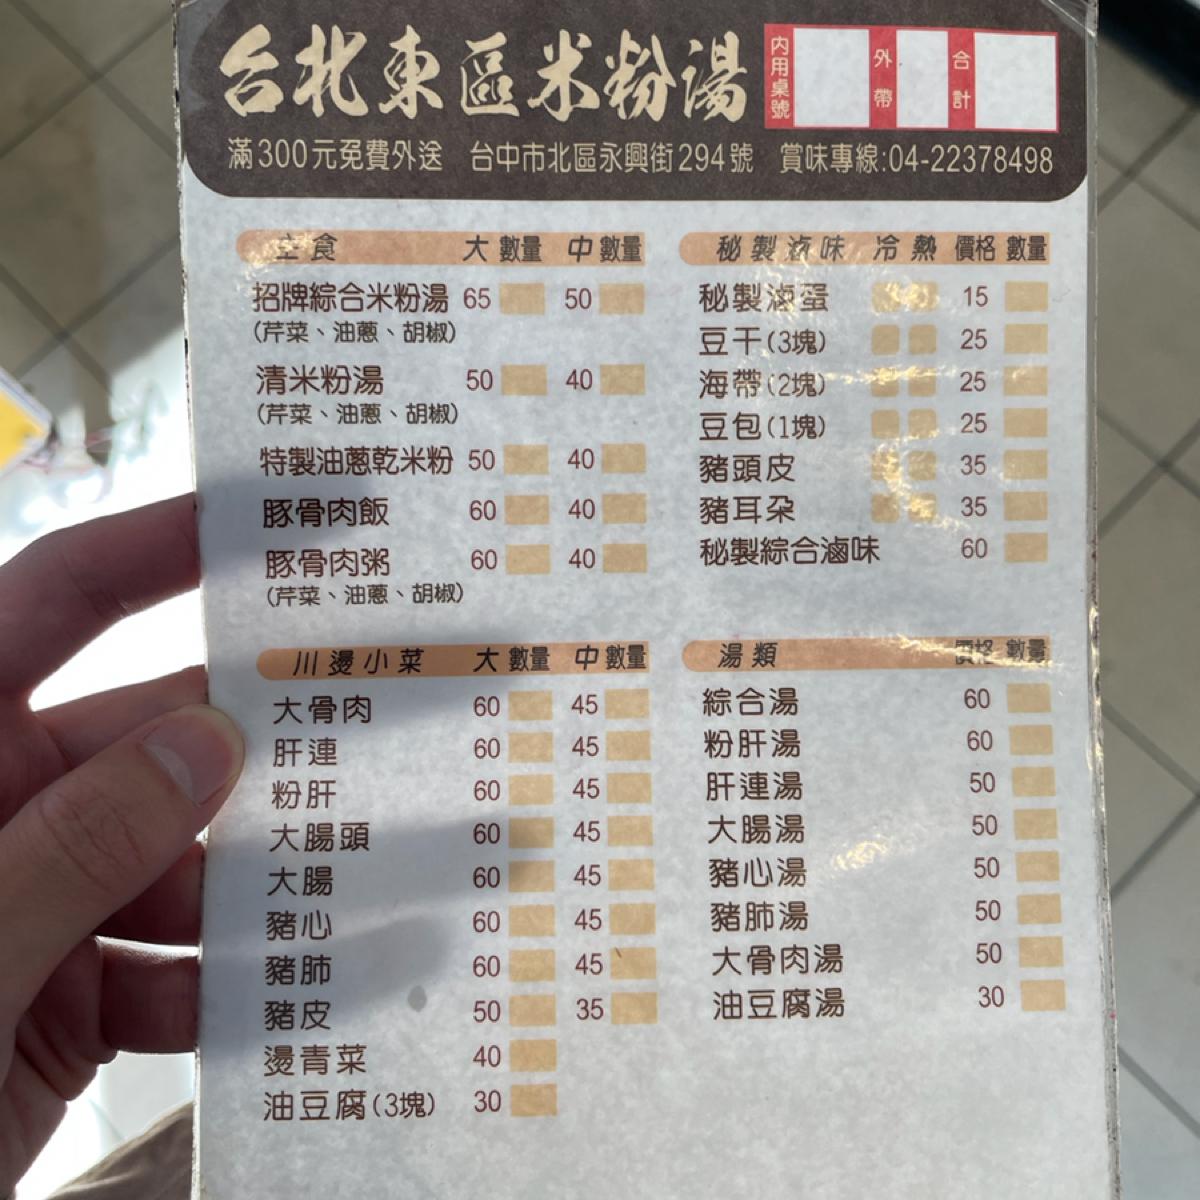 台北東區米粉湯
內用桌號 外帶 合計
滿300元免費外送 台中市北區永興街294號 賞味專線:04-22378498
主食 大 數量 中 數量
招牌綜合米粉湯 65 50
(芹菜、油蔥、胡椒)
清米粉湯 50 40
(芹菜、油蔥、胡椒)
特製油蔥乾米粉 50 40
豚骨肉飯 60 40
豚骨肉粥 60 40
(芹菜、油蔥、胡椒)
秘製滷味 冷 熱 價格 數量
秘製滷蛋 15
豆干(3塊) 25
海帶(2塊) 25
豆包(1塊) 25
豬頭皮 35
豬耳朵 35
秘製綜合滷味 60
川燙小菜 大 數量 中 數量
大骨肉 60 45
肝連 60 45
粉肝 60 45
大腸頭 60 45
大腸 60 45
豬心 60 45
豬肺 60 45
豬皮 50 35
燙青菜 40
油豆腐(3塊) 30
湯類 價格 數量
綜合湯 60
粉肝湯 60
肝連湯 50
大腸湯 50
豬心湯 50
豬肺湯 50
大骨肉湯 50
油豆腐湯 30